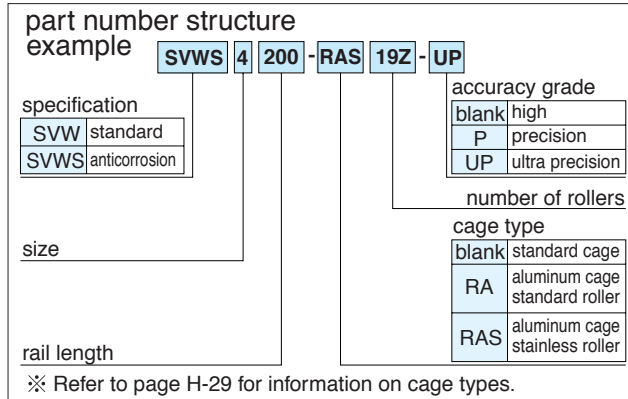 part number structure
example
SVWS 4 200 - RAS 19Z - UP
specification
SVW standard
SVWS anticorrosion
size
rail length
accuracy grade
blank high
P precision
UP ultra precision
number of rollers
cage type
blank standard cage
RA aluminum cage
standard roller
RAS aluminum cage
stainless roller
※ Refer to page H-29 for information on cage types.